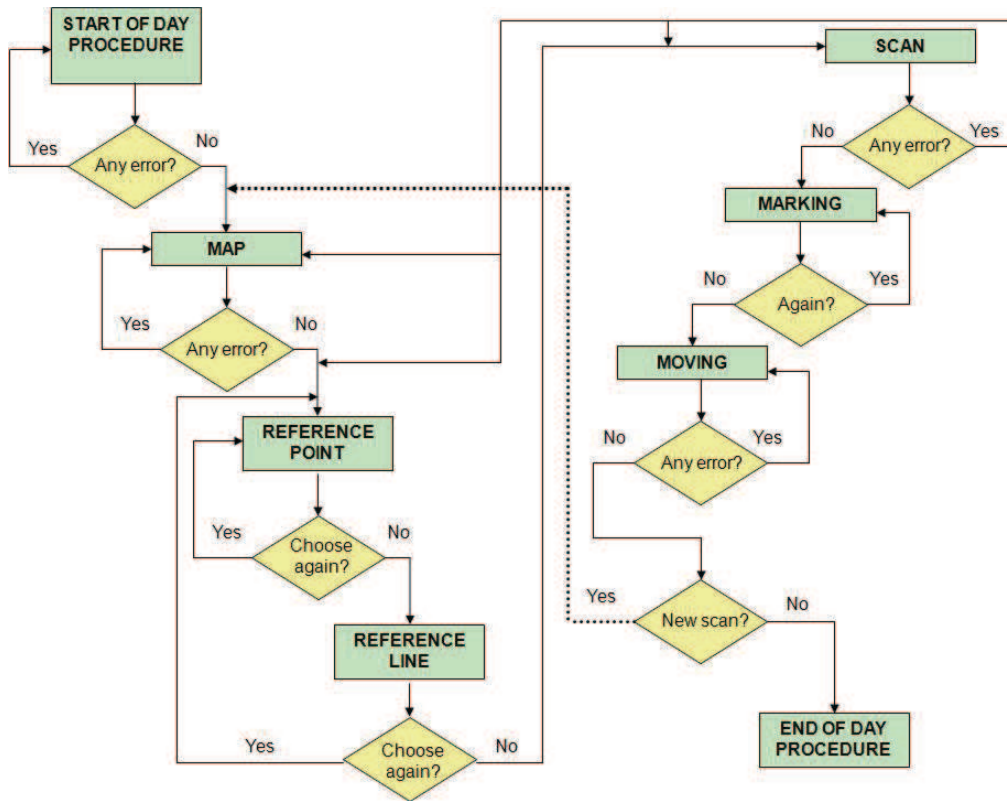 START OF DAY
PROCEDURE
Yes
No
Any error?
MAP
Yes
No
Any error?
REFERENCE
POINT
Yes
No
Choose
again?
REFERENCE
LINE
Yes
No
Choose
again?
SCAN
No
Yes
Any error?
MARKING
No
Yes
Again?
MOVING
No
Yes
Any error?
Yes
No
New scan?
END OF DAY
PROCEDURE